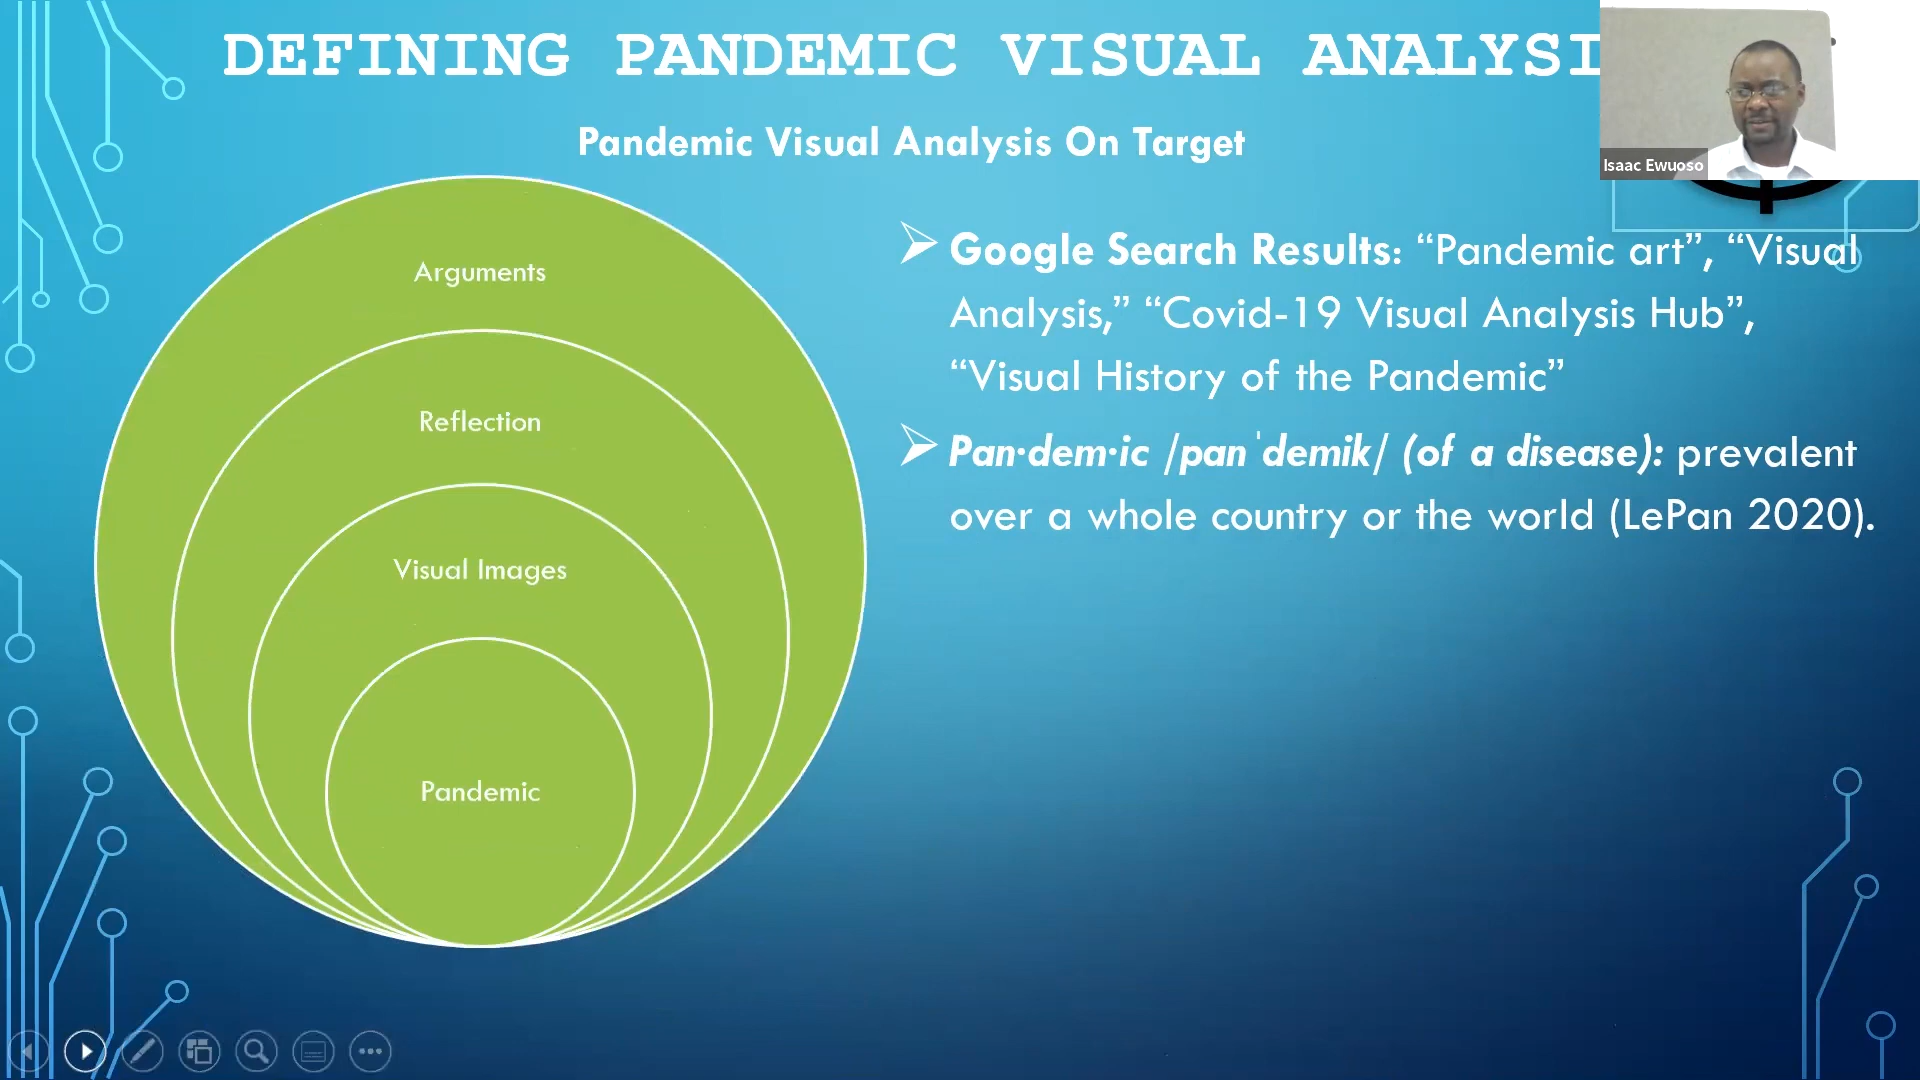 DEFINING PANDEMIC VISUAL ANALYSI
Isaac Ewuoso
Pandemic Visual Analysis On Target
Arguments
Reflection
Visual Images
Pandemic
Google Search Results: “Pandemic art”, “Visual
Analysis,” “Covid-19 Visual Analysis Hub”,
“Visual History of the Pandemic”
Pan·dem·ic /panˈdemik/ (of a disease): prevalent
over a whole country or the world (LePan 2020).